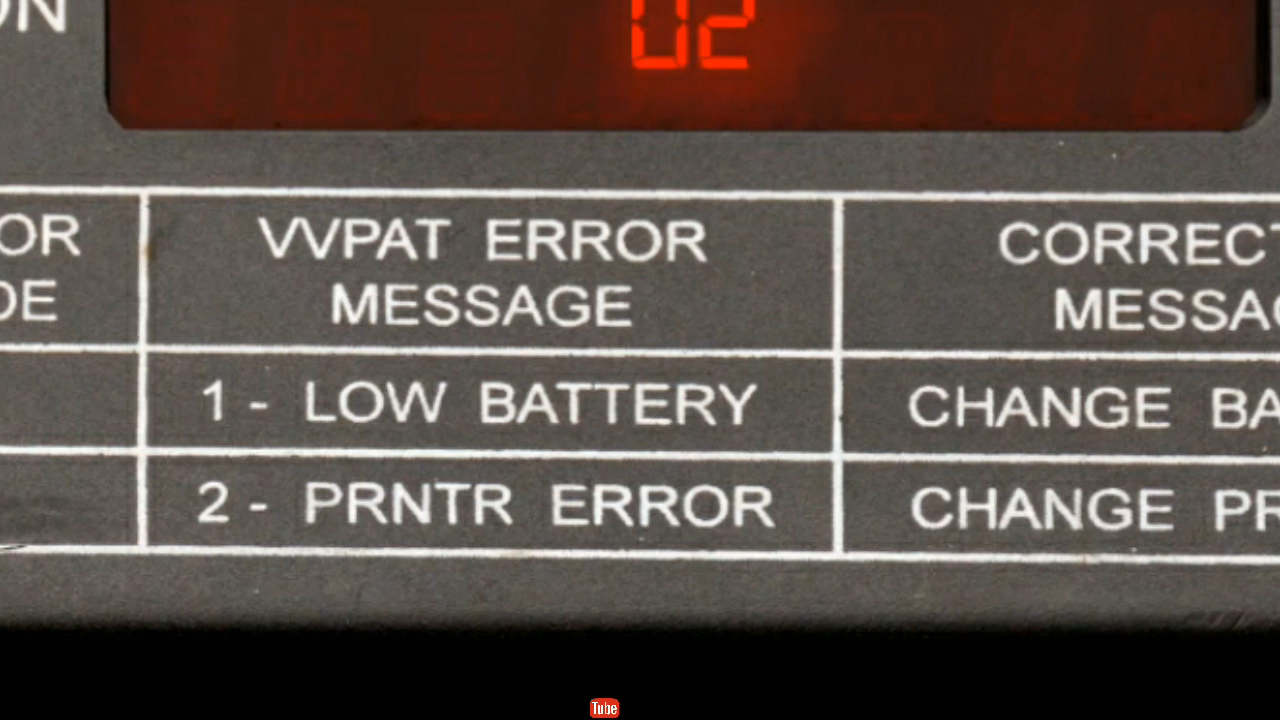 ON
02
OR
DE
VVPAT ERROR
MESSAGE
CORRECT
MESSAG
1 - LOW BATTERY
CHANGE BA
2 - PRNTR ERROR
CHANGE PR
Tube